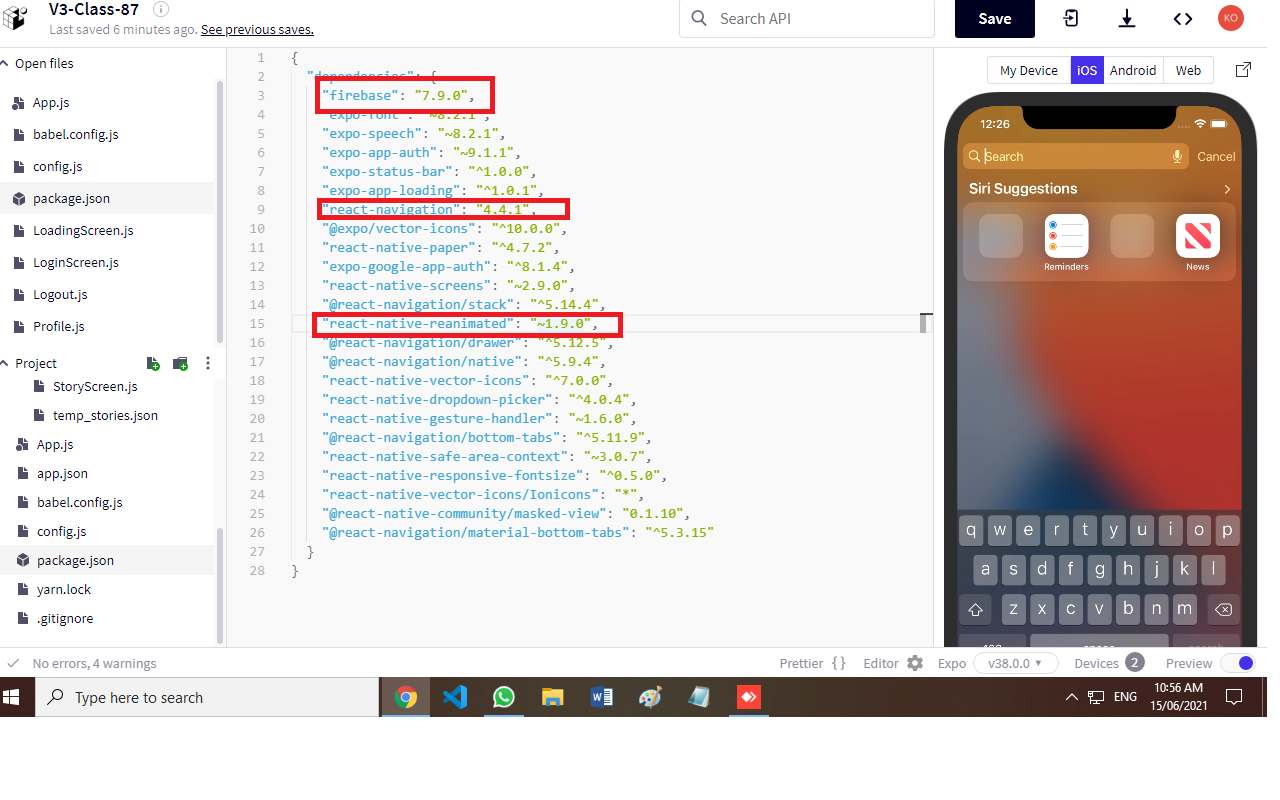 V3-Class-87
Last saved 6 minutes ago. See previous saves.
Search API
Save
KO
Open files
App.js
babel.config.js
config.js
package.json
LoadingScreen.js
LoginScreen.js
Logout.js
Profile.js
Project
StoryScreen.js
temp_stories.json
App.js
app.json
babel.config.js
config.js
package.json
yarn.lock
.gitignore
1 {
2 "dependencies": {
3 "firebase": "7.9.0",
4 "expo-font": "~8.2.1",
5 "expo-speech": "~8.2.1",
6 "expo-app-auth": "~9.1.1",
7 "expo-status-bar": "^1.0.0",
8 "expo-app-loading": "^1.0.1",
9 "react-navigation": "4.4.1",
10 "@expo/vector-icons": "^10.0.0",
11 "react-native-paper": "^4.7.2",
12 "expo-google-app-auth": "^8.1.4",
13 "react-native-screens": "~2.9.0",
14 "@react-navigation/stack": "^5.14.4",
15 "react-native-reanimated": "~1.9.0",
16 "@react-navigation/drawer": "^5.12.5",
17 "@react-navigation/native": "^5.9.4",
18 "react-native-vector-icons": "^7.0.0",
19 "react-native-dropdown-picker": "^4.0.4",
20 "react-native-gesture-handler": "~1.6.0",
21 "@react-navigation/bottom-tabs": "^5.11.9",
22 "react-native-safe-area-context": "~3.0.7",
23 "react-native-responsive-fontsize": "^0.5.0",
24 "react-native-vector-icons/Ionicons": "*",
25 "@react-native-community/masked-view": "0.1.10",
26 "@react-navigation/material-bottom-tabs": "^5.3.15"
27 }
28 }
My Device iOS Android Web
12:26
Search Cancel
Siri Suggestions
Reminders News
q w e r t y u i o p
a s d f g h j k l
z x c v b n m
123 space search
No errors, 4 warnings
Prettier {} Editor Expo v38.0.0 Devices 2 Preview
Type here to search
ENG
10:56 AM
15/06/2021